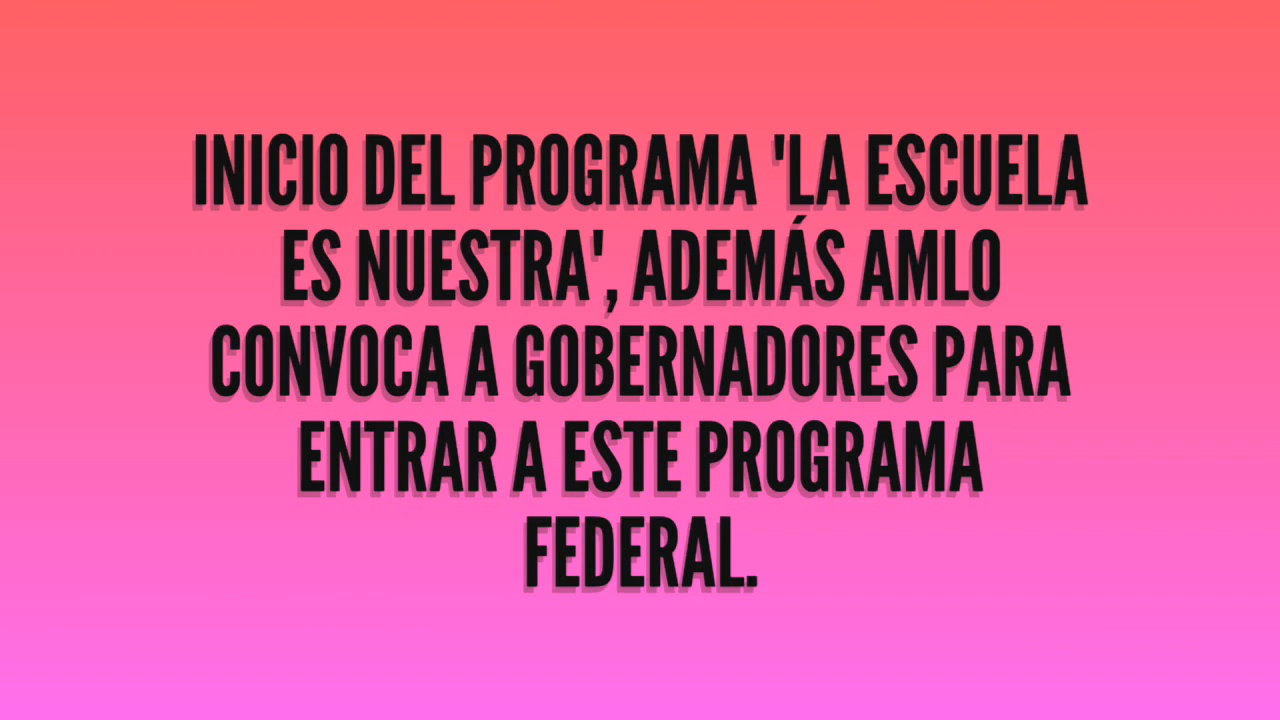 INICIO DEL PROGRAMA 'LA ESCUELA
ES NUESTRA', ADEMÁS AMLO
CONVOCA A GOBERNADORES PARA
ENTRAR A ESTE PROGRAMA
FEDERAL.